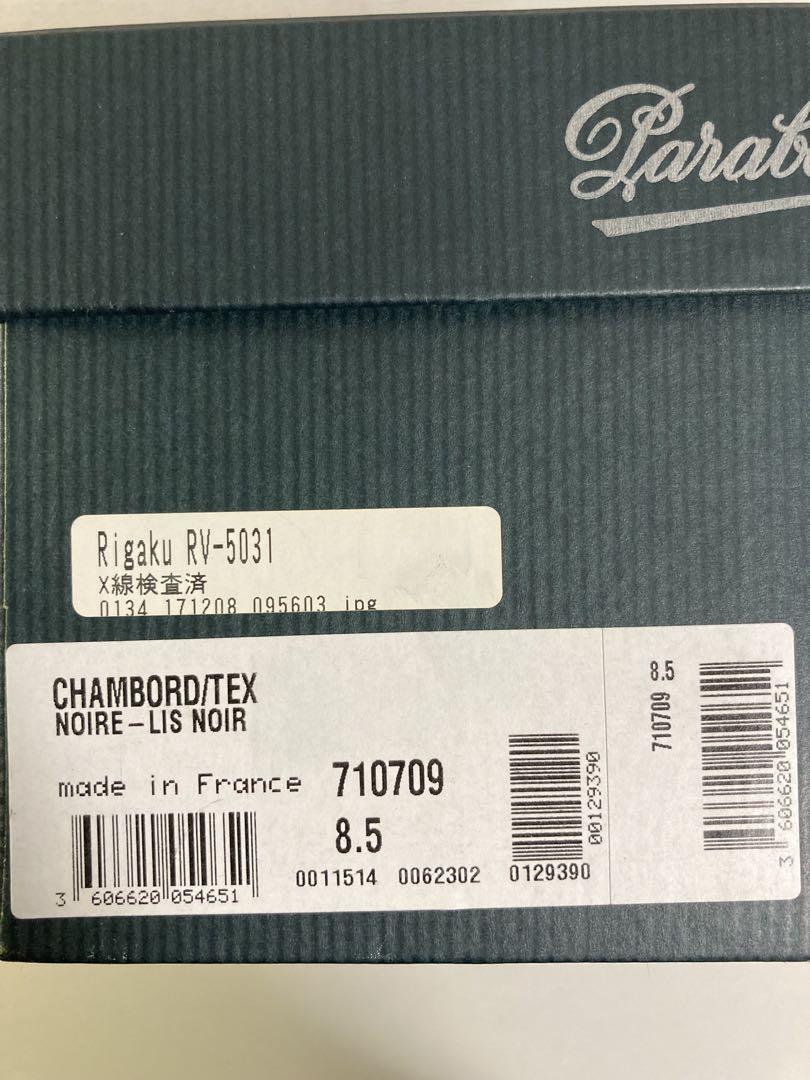 Parab
Rigaku RV-5031
X線検査済
0134 171208 095603 jpg
CHAMBORD/TEX
NOIRE-LIS NOIR
made in France 710709
8.5
3 606620 054651
0011514 0062302 0129390
00129390
8.5
710709
3 606620 054651